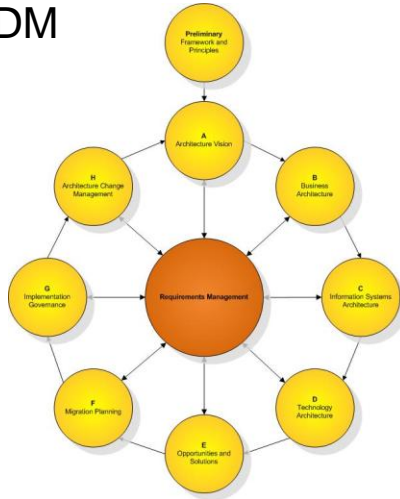 DM
Preliminary
Framework and
Principles
A
Architecture Vision
H
Architecture Change
Management
B
Business
Architecture
G
Implementation
Governance
Requirements Management
C
Information Systems
Architecture
F
Migration Planning
D
Technology
Architecture
E
Opportunities and
Solutions